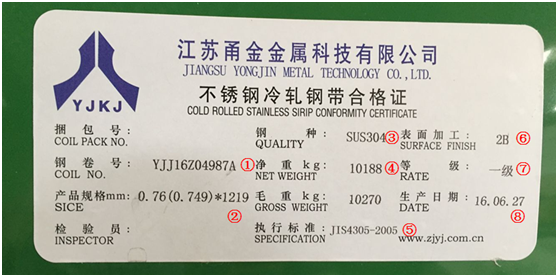 江苏甬金金属科技有限公司
JIANGSU YONGJIN METAL TECHNOLOGY CO.,LTD.
YJKJ
不锈钢冷轧钢带合格证
COLD ROLLED STAINLESS SIRIP CONFORMITY CERTIFICATE
捆包号: 钢种: SUS304③ 表面加工: 2B ⑥
COIL PACK NO. QUALITY SURFACE FINISH
钢卷号: YJJ16Z04987A ① 净重kg: 10188 ④ 等级: 一级 ⑦
COIL NO. NET WEIGHT RATE
产品规格mm: 0.76(0.749)*1219 ② 毛重kg: 10270 生产日期: 16.06.27 ⑧
SICE GROSS WEIGHT DATE
检验员: 执行标准: JIS4305-2005 ⑤
INSPECTOR SPECIFICATION www.zjyj.com.cn